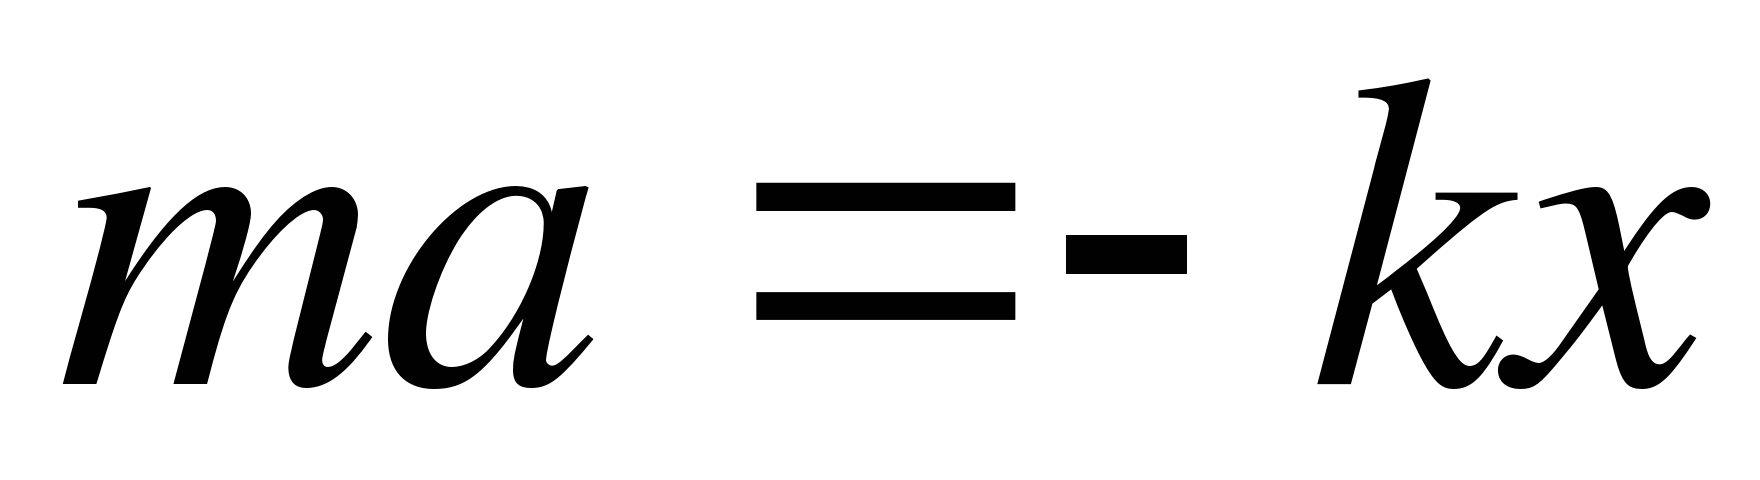 ma = - kx